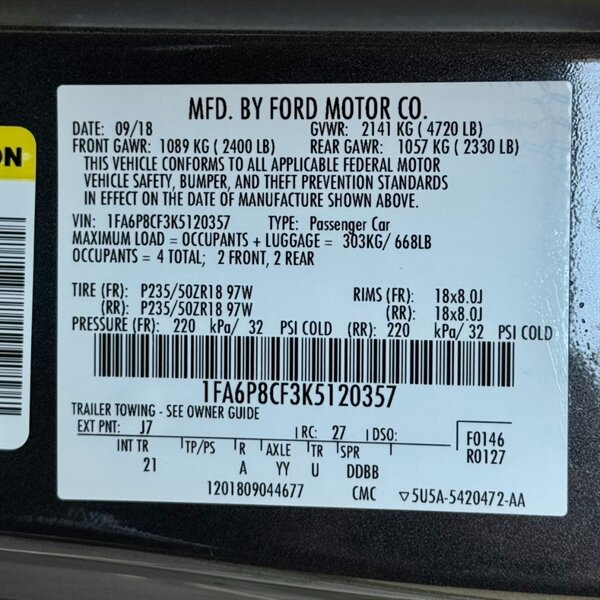 MFD. BY FORD MOTOR CO.
DATE: 09/18 GVWR: 2141 KG ( 4720 LB)
FRONT GAWR: 1089 KG ( 2400 LB) REAR GAWR: 1057 KG ( 2330 LB)
THIS VEHICLE CONFORMS TO ALL APPLICABLE FEDERAL MOTOR
VEHICLE SAFETY, BUMPER, AND THEFT PREVENTION STANDARDS
IN EFFECT ON THE DATE OF MANUFACTURE SHOWN ABOVE.
VIN: 1FA6P8CF3K5120357 TYPE: Passenger Car
MAXIMUM LOAD = OCCUPANTS + LUGGAGE = 303KG/ 668LB
OCCUPANTS = 4 TOTAL; 2 FRONT, 2 REAR
TIRE (FR): P235/50ZR18 97W RIMS (FR): 18x8.0J
(RR): P235/50ZR18 97W (RR): 18x8.0J
PRESSURE (FR): 220 kPa/ 32 PSI COLD (RR): 220 kPa/ 32 PSI COLD
1FA6P8CF3K5120357
TRAILER TOWING - SEE OWNER GUIDE
EXT PNT: J7 RC: 27 DSO: F0146
INT TR TP/PS R AXLE TR SPR R0127
21 A YY U DDBB
1201809044677 CMC ▽5U5A-5420472-AA
ON